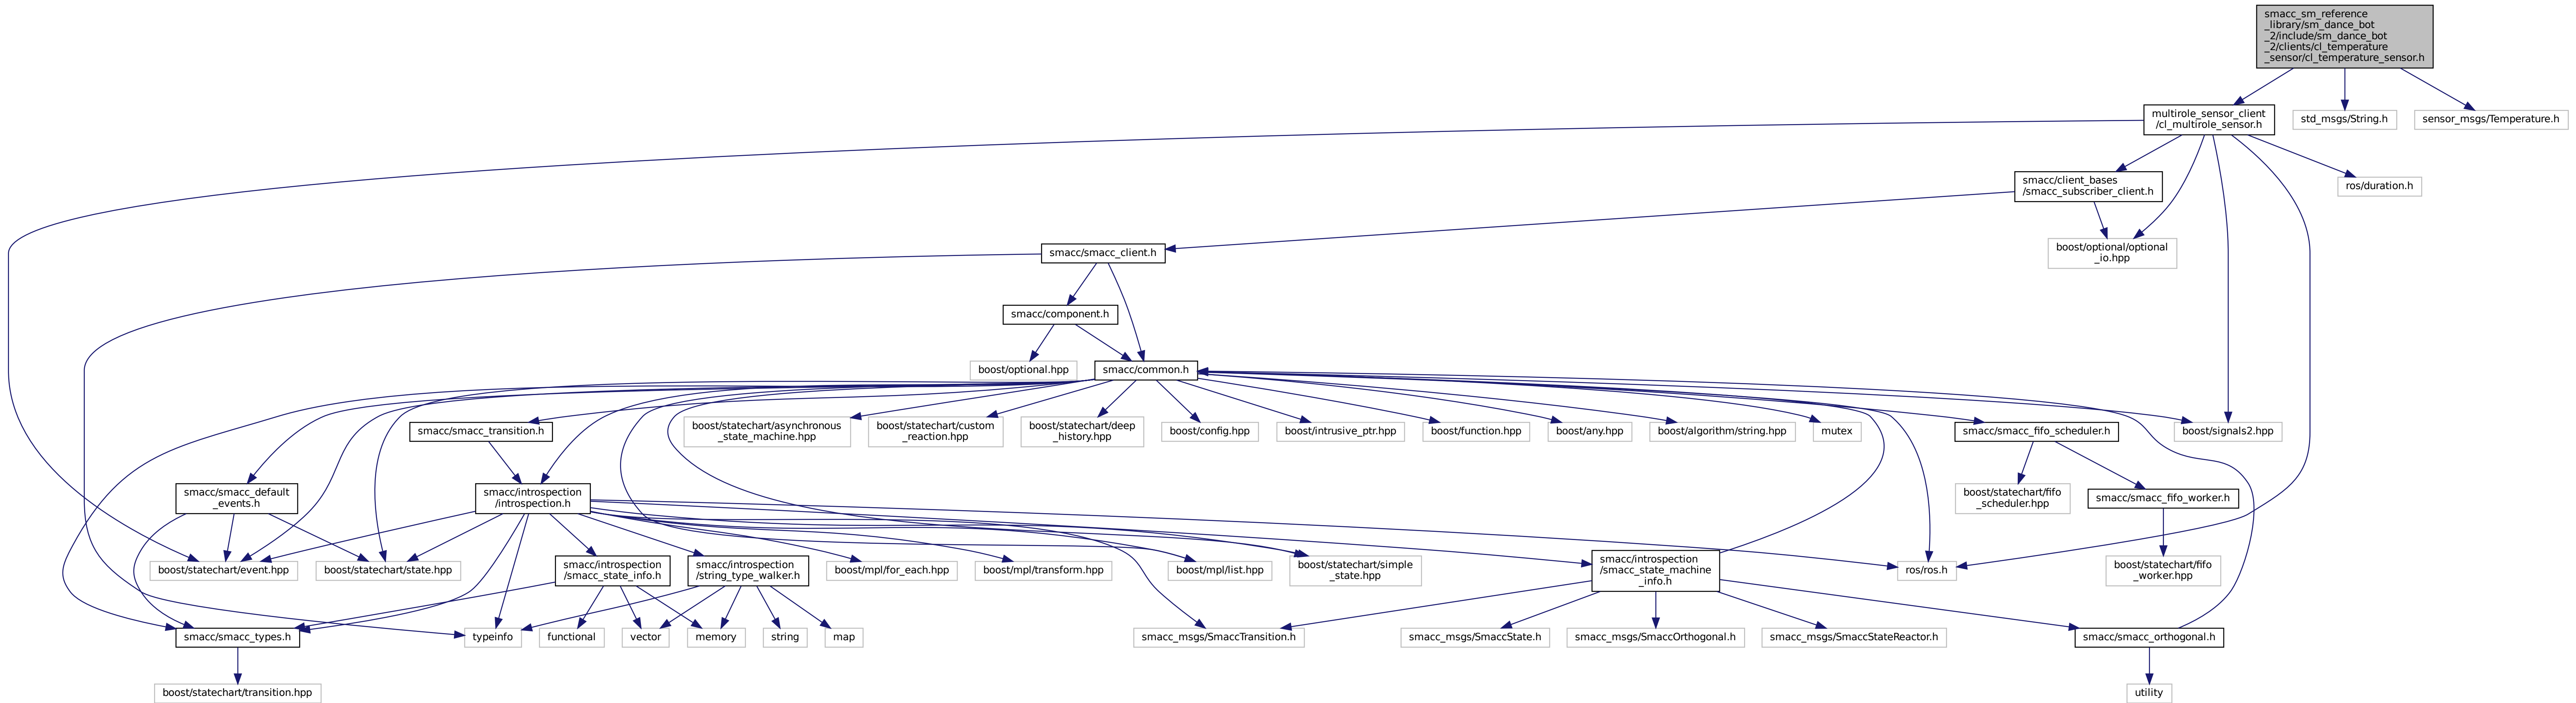 smacc_sm_reference
_library/sm_dance_bot
_2/include/sm_dance_bot
_2/clients/cl_temperature
_sensor/cl_temperature_sensor.h
multirole_sensor_client
/cl_multirole_sensor.h
std_msgs/String.h
sensor_msgs/Temperature.h
smacc/client_bases
/smacc_subscriber_client.h
ros/duration.h
smacc/smacc_client.h
boost/optional/optional
_io.hpp
smacc/component.h
boost/optional.hpp
smacc/common.h
smacc/smacc_transition.h
boost/statechart/asynchronous
_state_machine.hpp
boost/statechart/custom
_reaction.hpp
boost/statechart/deep
_history.hpp
boost/config.hpp
boost/intrusive_ptr.hpp
boost/function.hpp
boost/any.hpp
boost/algorithm/string.hpp
mutex
smacc/smacc_fifo_scheduler.h
boost/signals2.hpp
smacc/smacc_default
_events.h
smacc/introspection
/introspection.h
boost/statechart/fifo
_scheduler.hpp
smacc/smacc_fifo_worker.h
boost/statechart/event.hpp
boost/statechart/state.hpp
smacc/introspection
/smacc_state_info.h
smacc/introspection
/string_type_walker.h
boost/mpl/for_each.hpp
boost/mpl/transform.hpp
boost/mpl/list.hpp
boost/statechart/simple
_state.hpp
smacc/introspection
/smacc_state_machine
_info.h
ros/ros.h
boost/statechart/fifo
_worker.hpp
smacc/smacc_types.h
typeinfo
functional
vector
memory
string
map
smacc_msgs/SmaccTransition.h
smacc_msgs/SmaccState.h
smacc_msgs/SmaccOrthogonal.h
smacc_msgs/SmaccStateReactor.h
smacc/smacc_orthogonal.h
boost/statechart/transition.hpp
utility